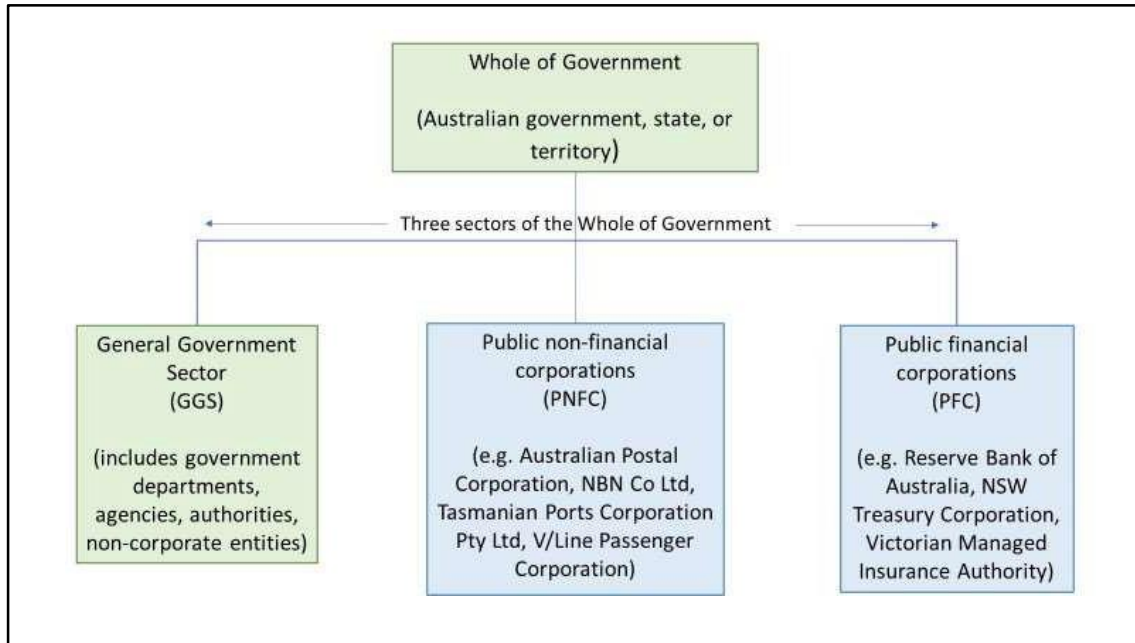 Whole of Government
(Australian government, state, or
territory)
Three sectors of the Whole of Government
General Government
Sector
(GGS)
(includes government
departments,
agencies, authorities,
non-corporate entities)
Public non-financial
corporations
(PNFC)
(e.g. Australian Postal
Corporation, NBN Co Ltd,
Tasmanian Ports Corporation
Pty Ltd, V/Line Passenger
Corporation)
Public financial
corporations
(PFC)
(e.g. Reserve Bank of
Australia, NSW
Treasury Corporation,
Victorian Managed
Insurance Authority)